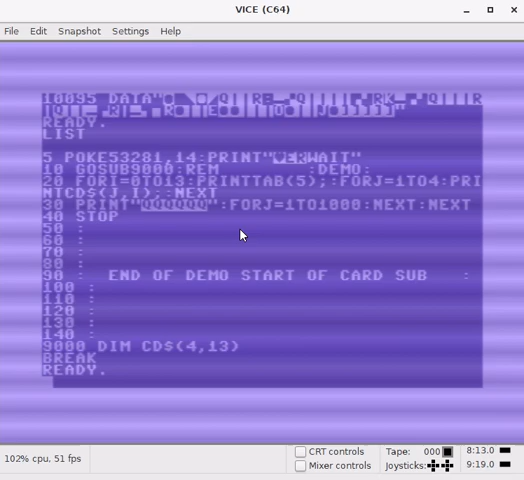 VICE (C64)
File Edit Snapshot Settings Help
10095 DATA"
READY.
LIST
5 POKE53281,14:PRINT" WAIT"
10 GOSUB9000:REM :DEMO:
20 FORI=0TO13:PRINTTAB(5);:FORJ=1TO4:PRI
NTCD$(J,I);:NEXT
30 PRINT"QQQQQQ":FORJ=1TO1000:NEXT:NEXT
40 STOP
50 :
60 :
70 :
80 :
90 : END OF DEMO START OF CARD SUB :
100 :
110 :
120 :
130 :
140 :
9000 DIM CD$(4,13)
BREAK
READY.
102% cpu, 51 fps
CRT controls
Mixer controls
Tape: 000
Joysticks:
8:13.0
9:19.0